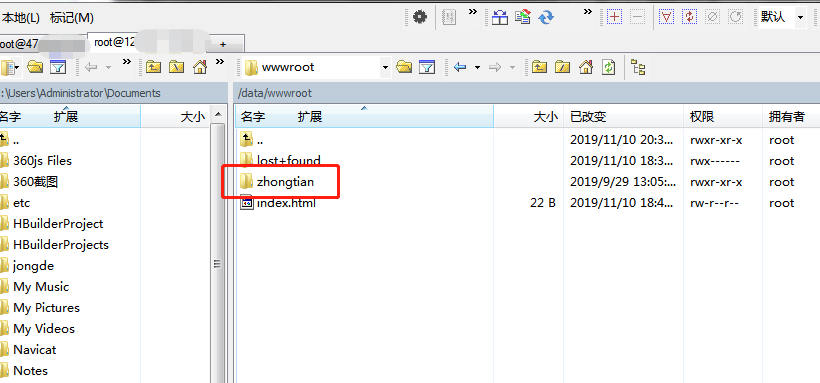 本地(L) 标记(M)
默认
root@47 root@12 +
wwwroot
:\Users\Administrator\Documents /data/wwwroot
名字 扩展 大小 名字 扩展 大小 已改变 权限 拥有者
.. .. 2019/11/10 20:3... rwxr-xr-x root
360js Files lost+found 2019/11/10 18:3... rwx------ root
360截图 zhongtian 2019/9/29 13:05:... rwxr-xr-x root
etc index.html 22 B 2019/11/10 18:4... rw-r--r-- root
HBuilderProject
HBuilderProjects
jongde
My Music
My Pictures
My Videos
Navicat
Notes